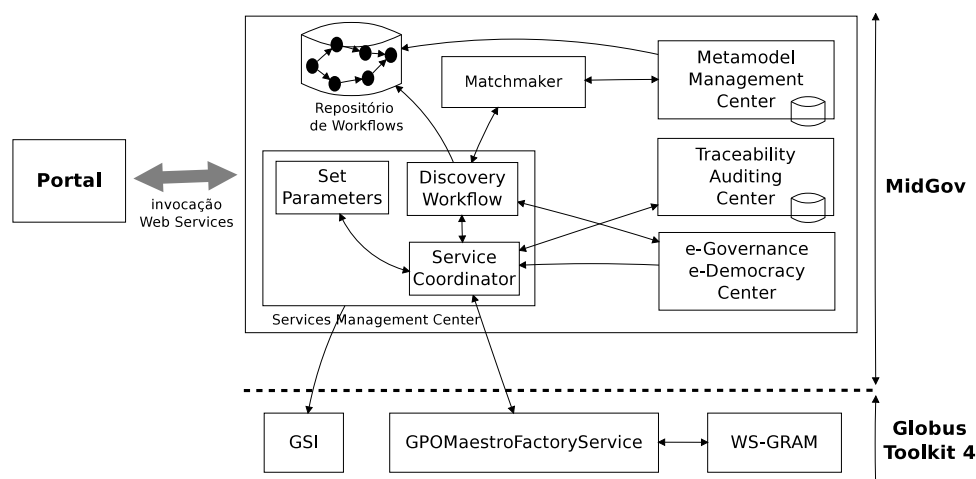 Repositório
de Workflows
Matchmaker
Metamodel
Management
Center
Portal
invocação
Web Services
Set
Parameters
Discovery
Workflow
Service
Coordinator
Services Management Center
Traceability
Auditing
Center
e-Governance
e-Democracy
Center
MidGov
GSI
GPOMaestroFactoryService
WS-GRAM
Globus
Toolkit 4